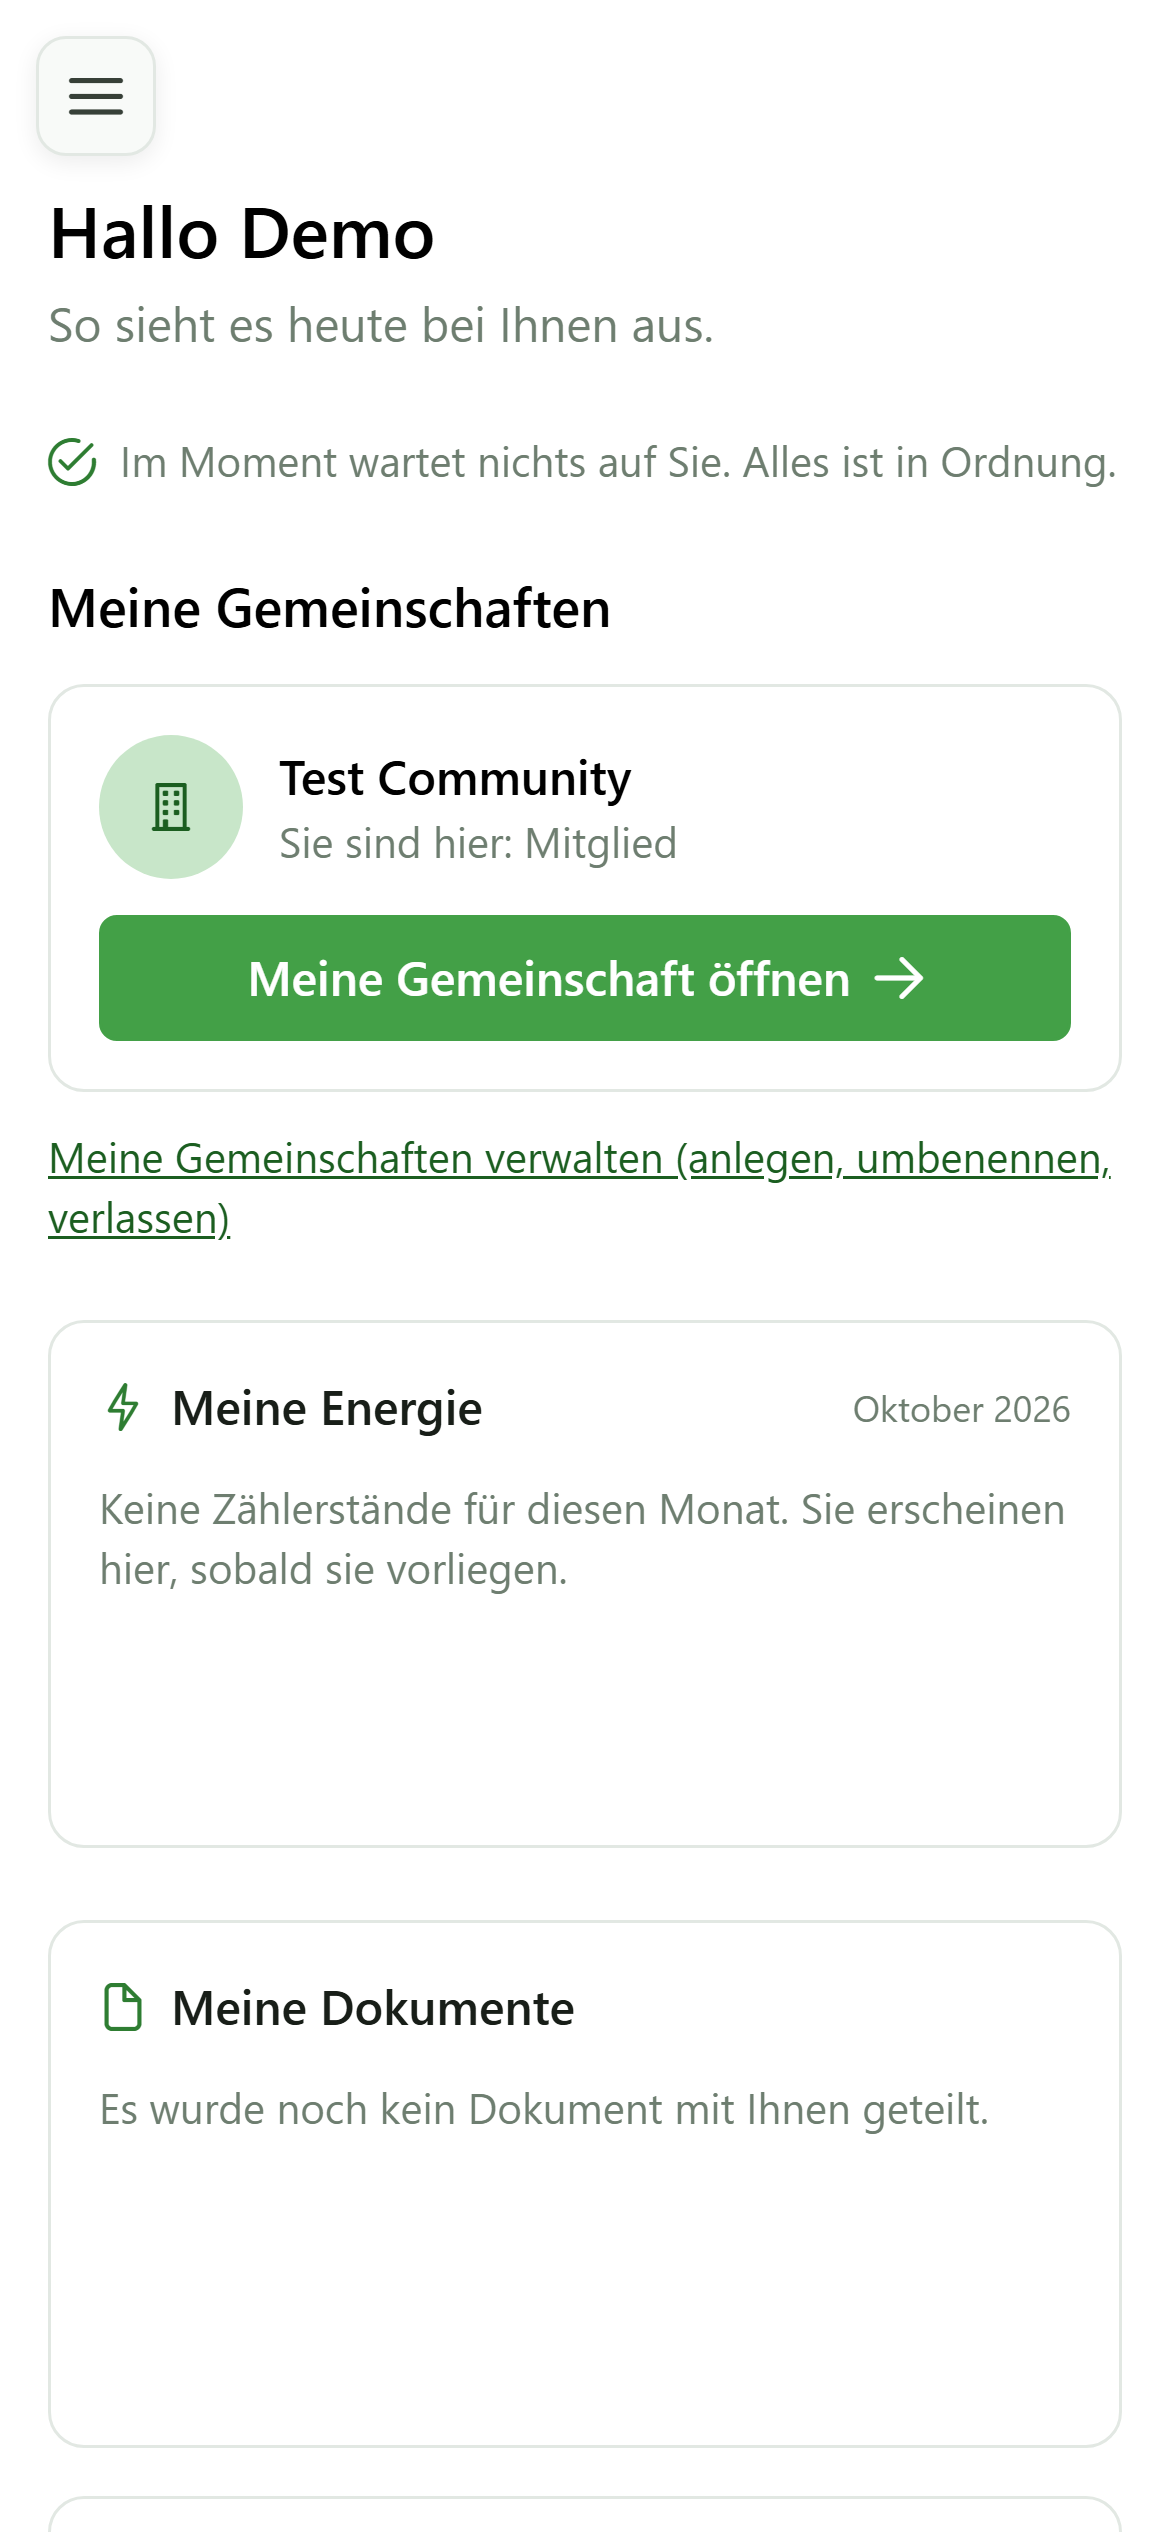 Hallo Demo
So sieht es heute bei Ihnen aus.
Im Moment wartet nichts auf Sie. Alles ist in Ordnung.
Meine Gemeinschaften
Test Community
Sie sind hier: Mitglied
Meine Gemeinschaft öffnen
Meine Gemeinschaften verwalten (anlegen, umbenennen,
verlassen)
Meine Energie
Oktober 2026
Keine Zählerstände für diesen Monat. Sie erscheinen
hier, sobald sie vorliegen.
Meine Dokumente
Es wurde noch kein Dokument mit Ihnen geteilt.